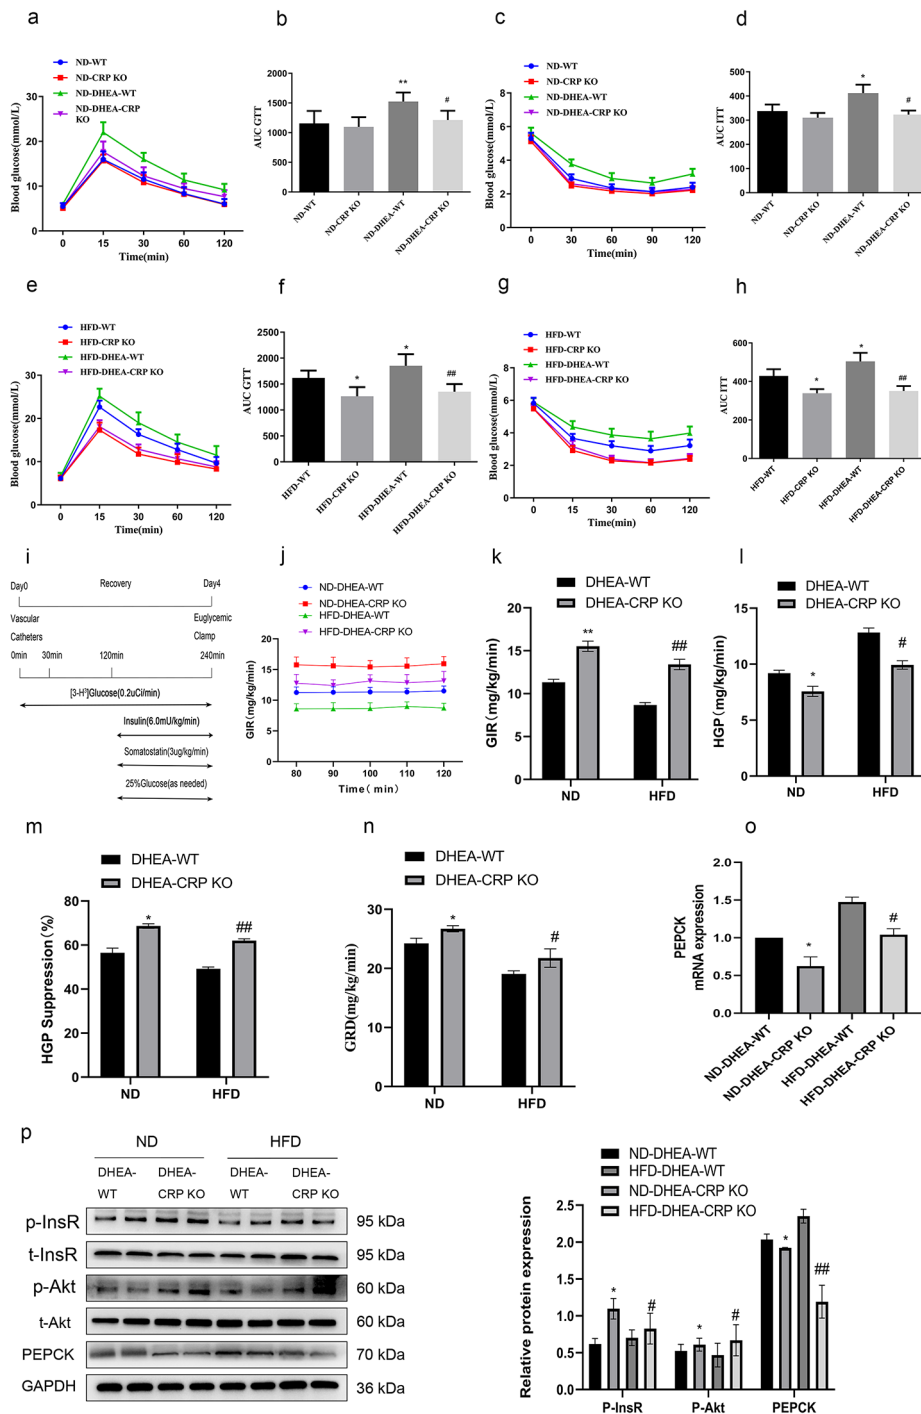 a
ND-WT
ND-CRP KO
ND-DHEA-WT
ND-DHEA-CRP
KO
Blood glucose(mmol/L)
30
20
10
0
0 15 30 60 120
Time(min)
b
AUC GTT
2000
1500
1000
500
0
**
#
ND-WT
ND-CRP KO
ND-DHEA-WT
ND-DHEA-CRP KO
c
ND-WT
ND-CRP KO
ND-DHEA-WT
ND-DHEA-CRP KO
Blood glucose(mmol/L)
8
6
4
2
0
0 30 60 90 120
Time(min)
d
AUC ITT
500
400
300
200
100
0
*
#
ND-WT
ND-CRP KO
ND-DHEA-WT
ND-DHEA-CRP KO
e
HFD-WT
HFD-CRP KO
HFD-DHEA-WT
HFD-DHEA-CRP KO
Blood glucose(mmol/L)
30
20
10
0
0 15 30 60 120
Time(min)
f
AUC GTT
2500
2000
1500
1000
500
0
*
*
##
HFD-WT
HFD-CRP KO
HFD-DHEA-WT
HFD-DHEA-CRP KO
g
HFD-WT
HFD-CRP KO
HFD-DHEA-WT
HFD-DHEA-CRP KO
Blood glucose(mmol/L)
8
6
4
2
0
0 15 30 60 120
Time(min)
h
AUC ITT
600
400
200
0
*
*
##
HFD-WT
HFD-CRP KO
HFD-DHEA-WT
HFD-DHEA-CRP KO
i
Day0 Recovery Day4
Vascular Euglycemic
Catheters Clamp
0min 30min 120min 240min
[3-H³]Glucose(0.2uCi/min)
Insulin(6.0mU/kg/min)
Somatostatin(3ug/kg/min)
25%Glucose(as needed)
j
ND-DHEA-WT
ND-DHEA-CRP KO
HFD-DHEA-WT
HFD-DHEA-CRP KO
GIR(mg/kg/min)
20
15
10
5
0
80 90 100 110 120
Time( min)
k
DHEA-WT
DHEA-CRP KO
GIR(mg/kg/min)
20
15
10
5
0
**
##
ND HFD
l
DHEA-WT
DHEA-CRP KO
HGP(mg/kg/min)
15
10
5
0
*
#
ND HFD
m
DHEA-WT
DHEA-CRP KO
HGP Suppression(%)
80
60
40
20
0
*
##
ND HFD
n
DHEA-WT
DHEA-CRP KO
GRD(mg/kg/min)
30
20
10
0
*
#
ND HFD
o
PEPCK
mRNA expression
2.0
1.5
1.0
0.5
0.0
*
#
ND-DHEA-WT
ND-DHEA-CRP KO
HFD-DHEA-WT
HFD-DHEA-CRP KO
p
ND HFD
DHEA- DHEA- DHEA- DHEA-
WT CRP KO WT CRP KO
p-InsR 95 kDa
t-InsR 95 kDa
p-Akt 60 kDa
t-Akt 60 kDa
PEPCK 70 kDa
GAPDH 36 kDa
ND-DHEA-WT
HFD-DHEA-WT
ND-DHEA-CRP KO
HFD-DHEA-CRP KO
Relative protein expression
2.5
2.0
1.5
1.0
0.5
0.0
*
#
*
#
*
##
P-InsR P-Akt PEPCK